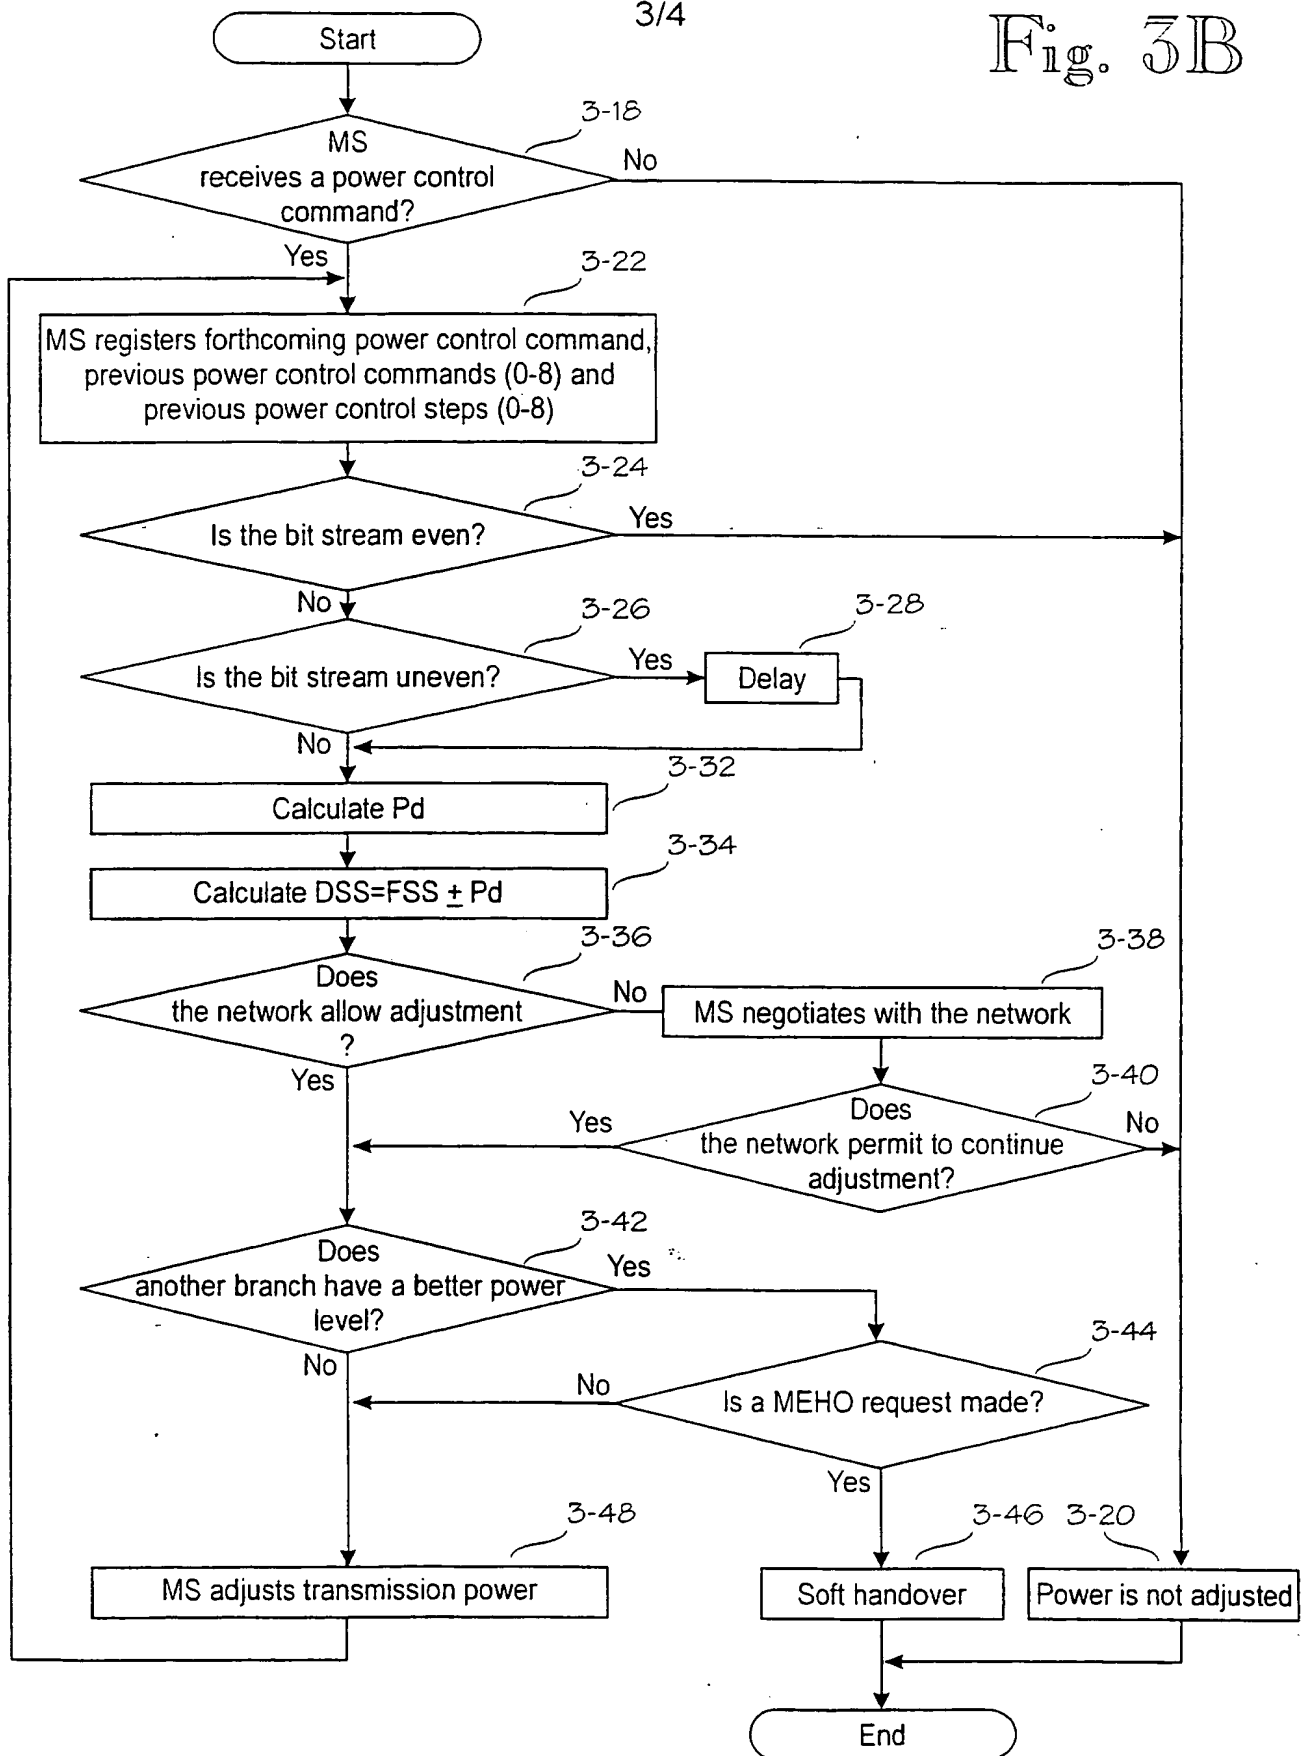 3/4
Fig. 3B
Start
3-18
MS
receives a power control
command?
No
Yes
3-22
MS registers forthcoming power control command,
previous power control commands (0-8) and
previous power control steps (0-8)
3-24
Is the bit stream even?
Yes
No
3-26
3-28
Is the bit stream uneven?
Yes
Delay
No
3-32
Calculate Pd
3-34
Calculate DSS=FSS ± Pd
3-36
3-38
Does
the network allow adjustment
?
No
MS negotiates with the network
Yes
3-40
Does
the network permit to continue
adjustment?
Yes
No
3-42
Does
another branch have a better power
level?
Yes
No
3-44
Is a MEHO request made?
No
Yes
3-48
3-46
3-20
MS adjusts transmission power
Soft handover
Power is not adjusted
End